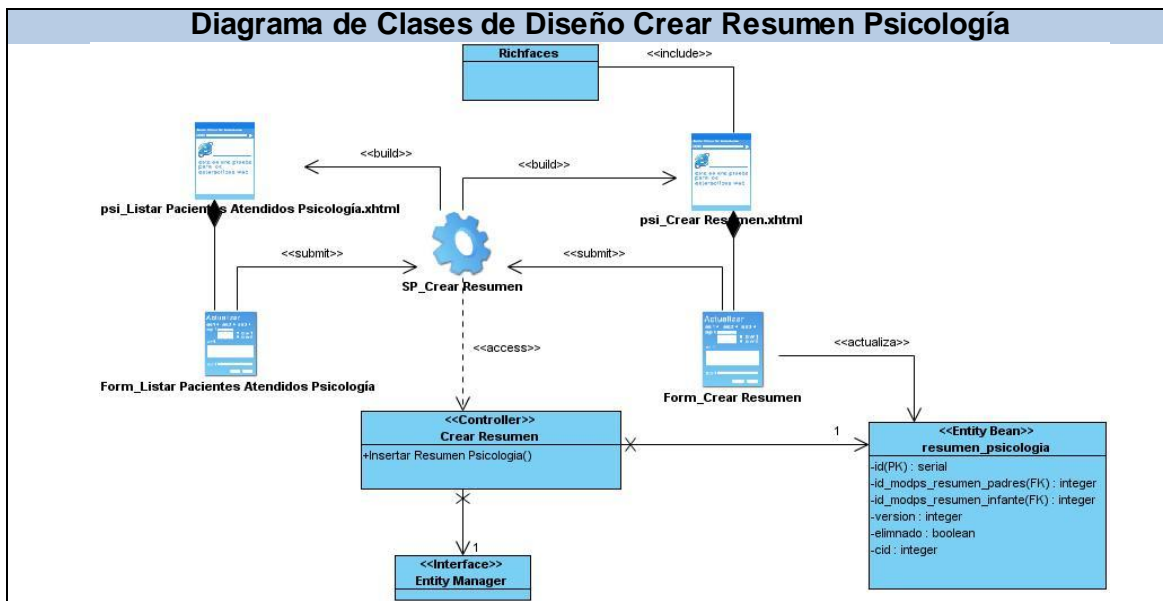 Diagrama de Clases de Diseño Crear Resumen Psicología
Richfaces
<<include>>
<<build>>
<<build>>
psi_Listar Pacientes Atendidos Psicología.xhtml
psi_Crear Resumen.xhtml
<<submit>>
<<submit>>
SP_Crear Resumen
Actualizar
Actualizar
<<access>>
<<actualiza>>
Form_Listar Pacientes Atendidos Psicología
Form_Crear Resumen
<<Controller>>
Crear Resumen
+Insertar Resumen Psicologia()
1
<<Entity Bean>>
resumen_psicologia
-id(PK) : serial
-id_modps_resumen_padres(FK) : integer
-id_modps_resumen_infante(FK) : integer
-version : integer
-elimnado : boolean
-cid : integer
1
<<Interface>>
Entity Manager